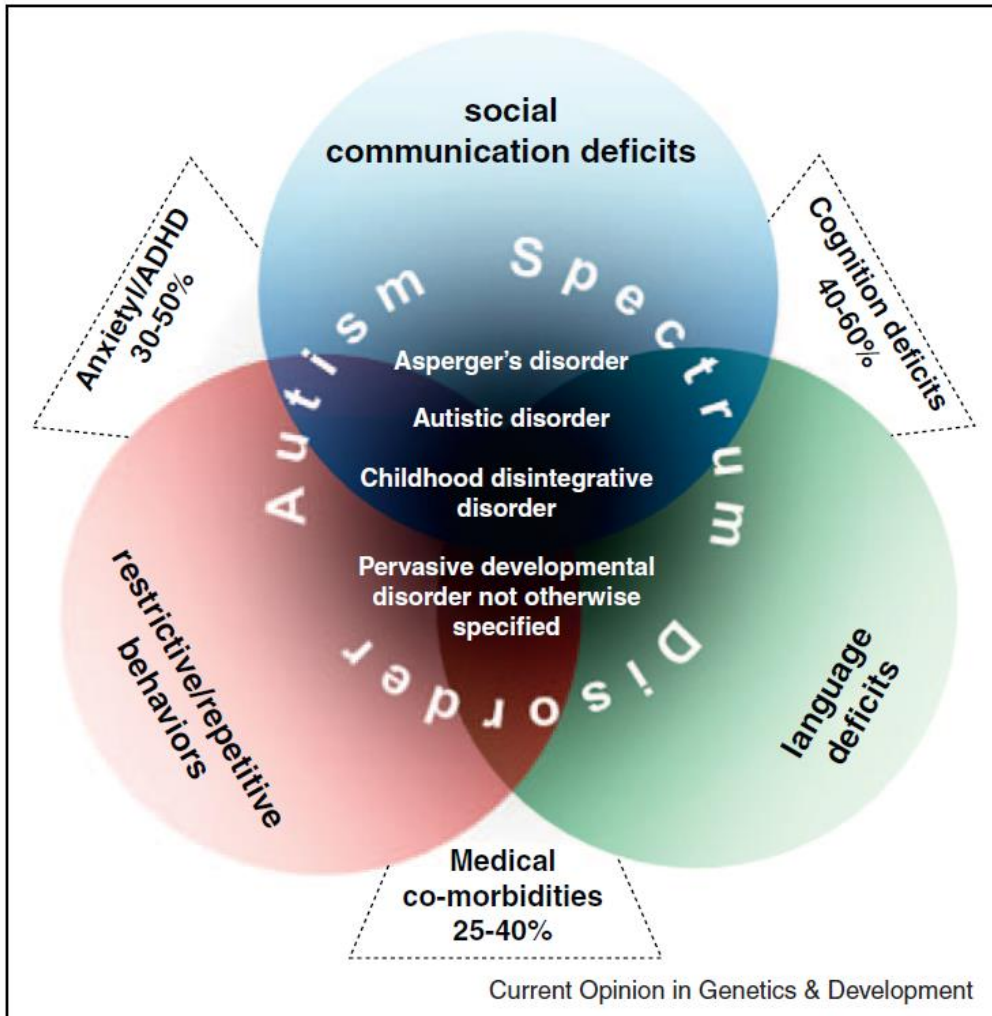 social
communication deficits
Anxietyl/ADHD
30-50%
Cognition deficits
40-60%
Autism Spectrum Disorder
Asperger's disorder
Autistic disorder
Childhood disintegrative
disorder
Pervasive developmental
disorder not otherwise
specified
restrictive/repetitive
behaviors
language
deficits
Medical
co-morbidities
25-40%
Current Opinion in Genetics & Development